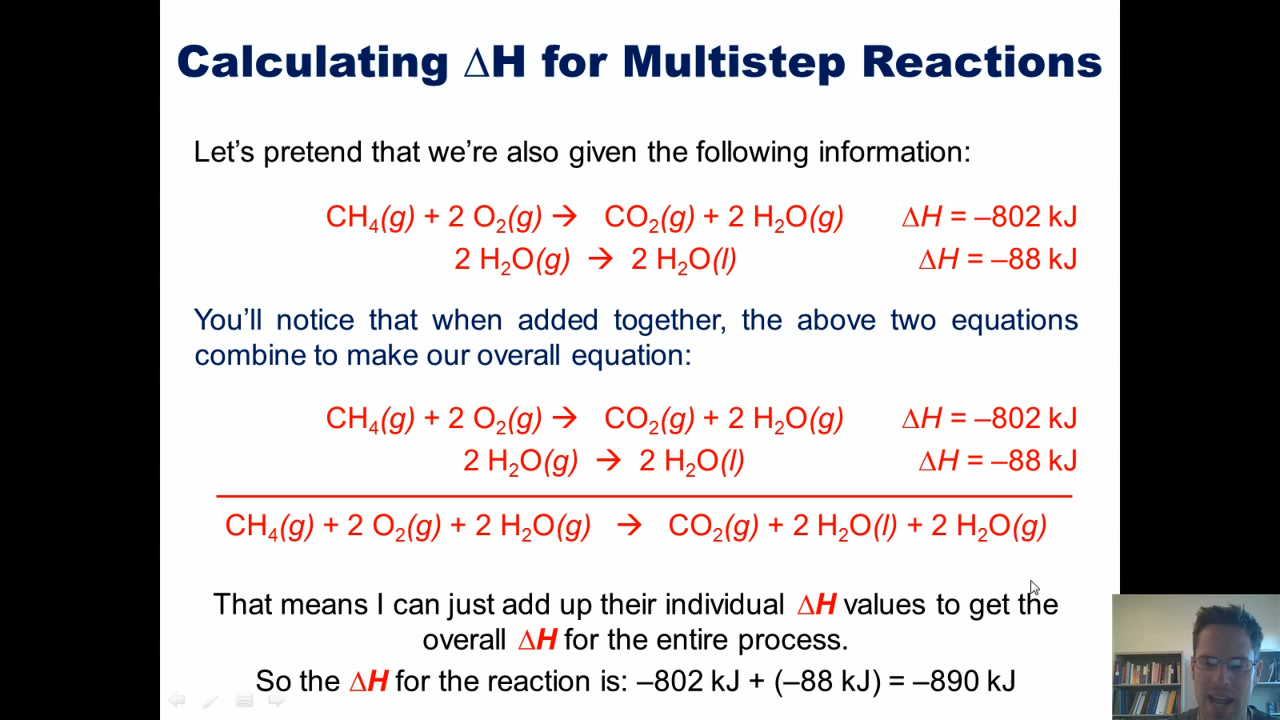 Calculating ∆H for Multistep Reactions
Let’s pretend that we’re also given the following information:
CH₄(g) + 2 O₂(g) → CO₂(g) + 2 H₂O(g) ∆H = –802 kJ
2 H₂O(g) → 2 H₂O(l) ∆H = –88 kJ
You’ll notice that when added together, the above two equations
combine to make our overall equation:
CH₄(g) + 2 O₂(g) → CO₂(g) + 2 H₂O(g) ∆H = –802 kJ
2 H₂O(g) → 2 H₂O(l) ∆H = –88 kJ
CH₄(g) + 2 O₂(g) + 2 H₂O(g) → CO₂(g) + 2 H₂O(l) + 2 H₂O(g)
That means I can just add up their individual ∆H values to get the
overall ∆H for the entire process.
So the ∆H for the reaction is: –802 kJ + (–88 kJ) = –890 kJ